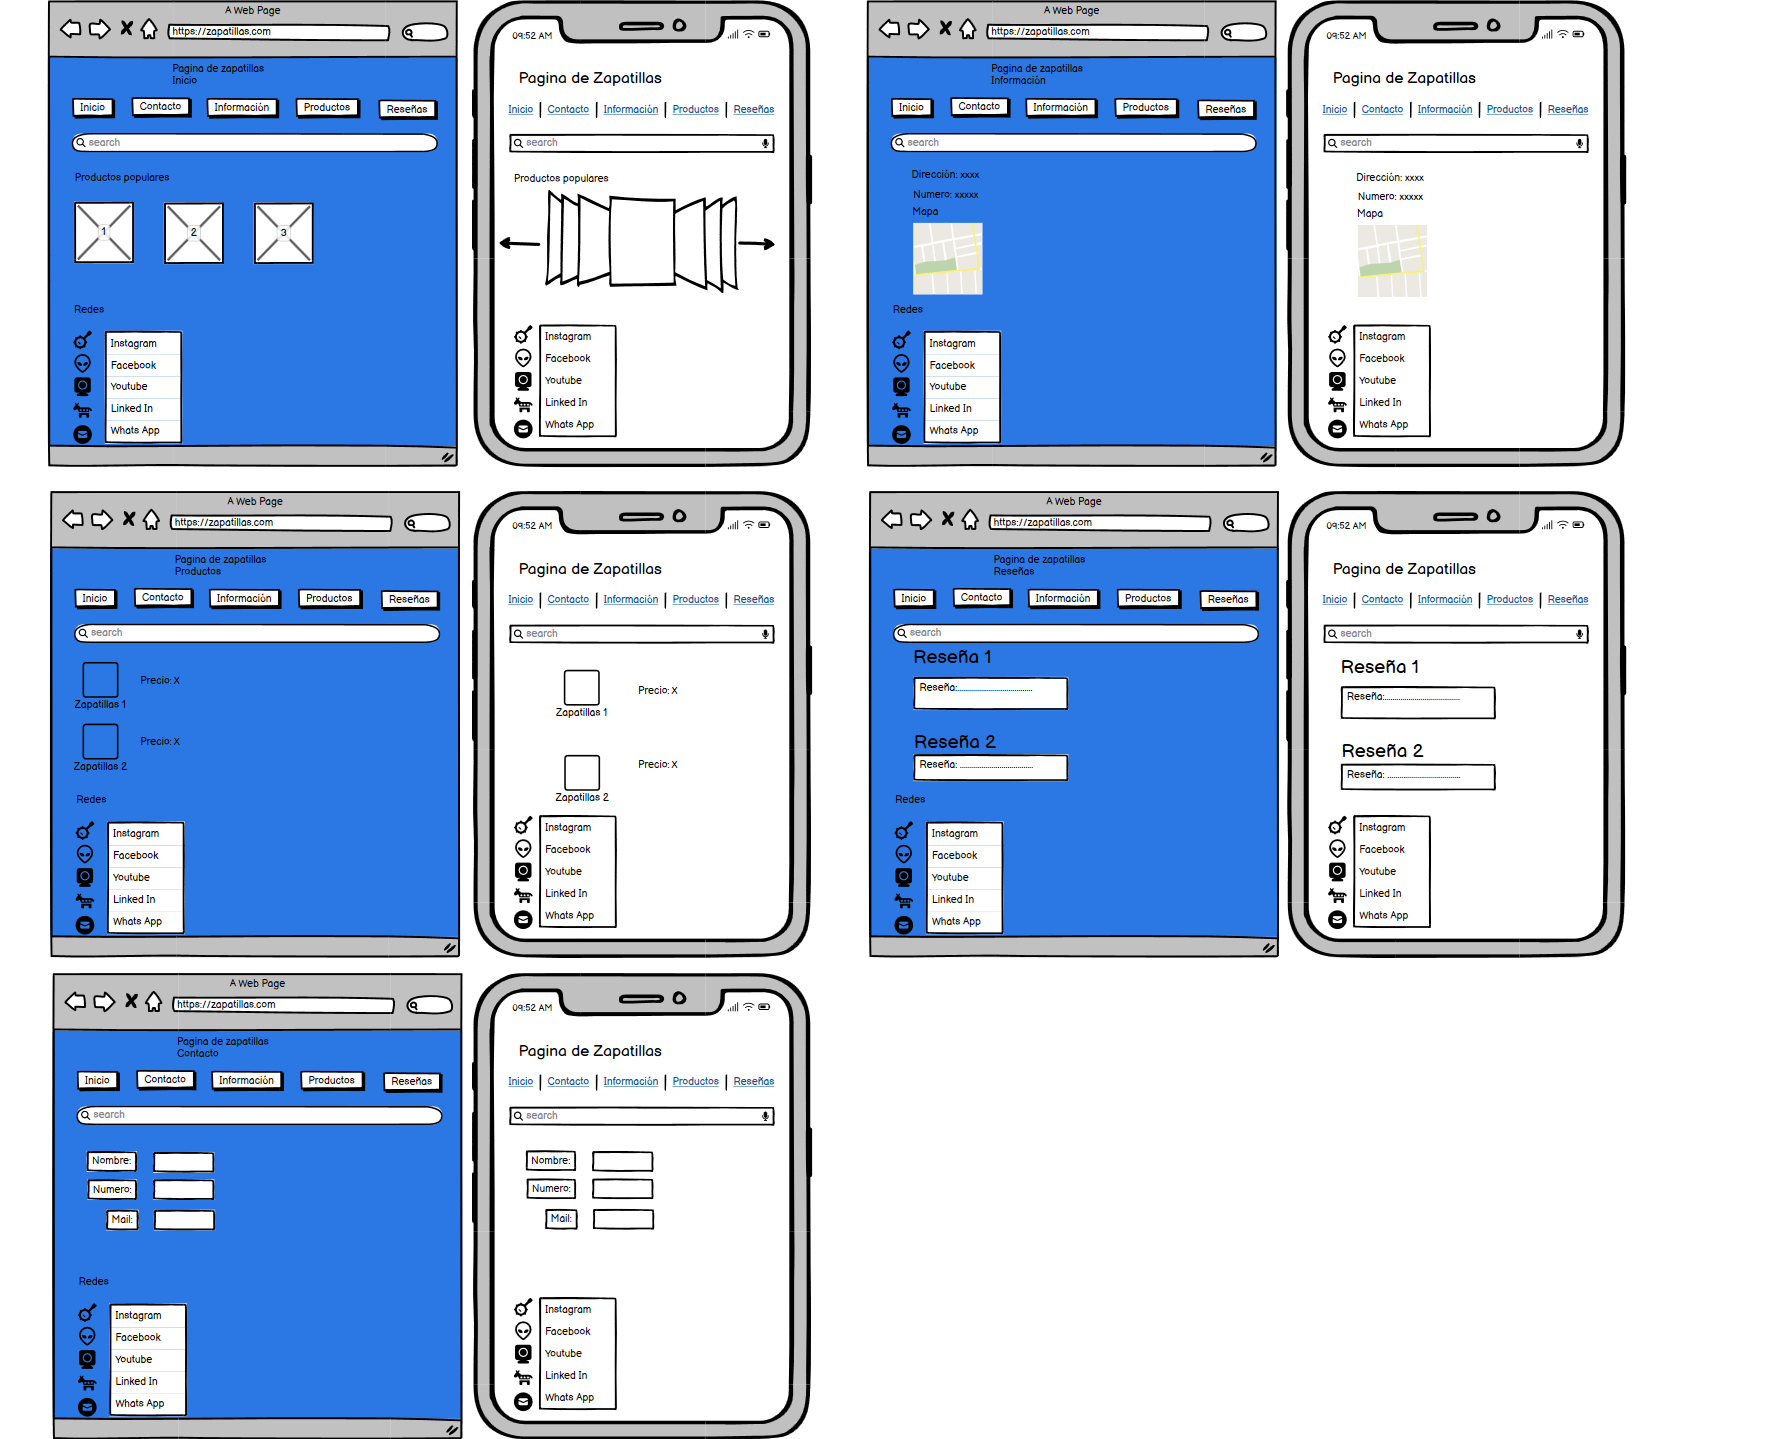 A Web Page
https://zapatillas.com
Pagina de zapatillas
Inicio
Inicio
Contacto
Información
Productos
Reseñas
search
Productos populares
1
2
3
Redes
Instagram
Facebook
Youtube
Linked In
Whats App
09:52 AM
Pagina de Zapatillas
Inicio
Contacto
Información
Productos
Reseñas
search
Productos populares
Instagram
Facebook
Youtube
Linked In
Whats App
A Web Page
https://zapatillas.com
Pagina de zapatillas
Información
Inicio
Contacto
Información
Productos
Reseñas
search
Dirección: xxxx
Numero: xxxxx
Mapa
Redes
Instagram
Facebook
Youtube
Linked In
Whats App
09:52 AM
Pagina de Zapatillas
Inicio
Contacto
Información
Productos
Reseñas
search
Dirección: xxxx
Numero: xxxxx
Mapa
Instagram
Facebook
Youtube
Linked In
Whats App
A Web Page
https://zapatillas.com
Pagina de zapatillas
Productos
Inicio
Contacto
Información
Productos
Reseñas
search
Precio: X
Zapatillas 1
Precio: X
Zapatillas 2
Redes
Instagram
Facebook
Youtube
Linked In
Whats App
09:52 AM
Pagina de Zapatillas
Inicio
Contacto
Información
Productos
Reseñas
search
Precio: X
Zapatillas 1
Precio: X
Zapatillas 2
Instagram
Facebook
Youtube
Linked In
Whats App
A Web Page
https://zapatillas.com
Pagina de zapatillas
Reseñas
Inicio
Contacto
Información
Productos
Reseñas
search
Reseña 1
Reseña:....................................
Reseña 2
Reseña: ...................................
Redes
Instagram
Facebook
Youtube
Linked In
Whats App
09:52 AM
Pagina de Zapatillas
Inicio
Contacto
Información
Productos
Reseñas
search
Reseña 1
Reseña:....................................
Reseña 2
Reseña: ...................................
Instagram
Facebook
Youtube
Linked In
Whats App
A Web Page
https://zapatillas.com
Pagina de zapatillas
Contacto
Inicio
Contacto
Información
Productos
Reseñas
search
Nombre:
Numero:
Mail:
Redes
Instagram
Facebook
Youtube
Linked In
Whats App
09:52 AM
Pagina de Zapatillas
Inicio
Contacto
Información
Productos
Reseñas
search
Nombre:
Numero:
Mail:
Instagram
Facebook
Youtube
Linked In
Whats App